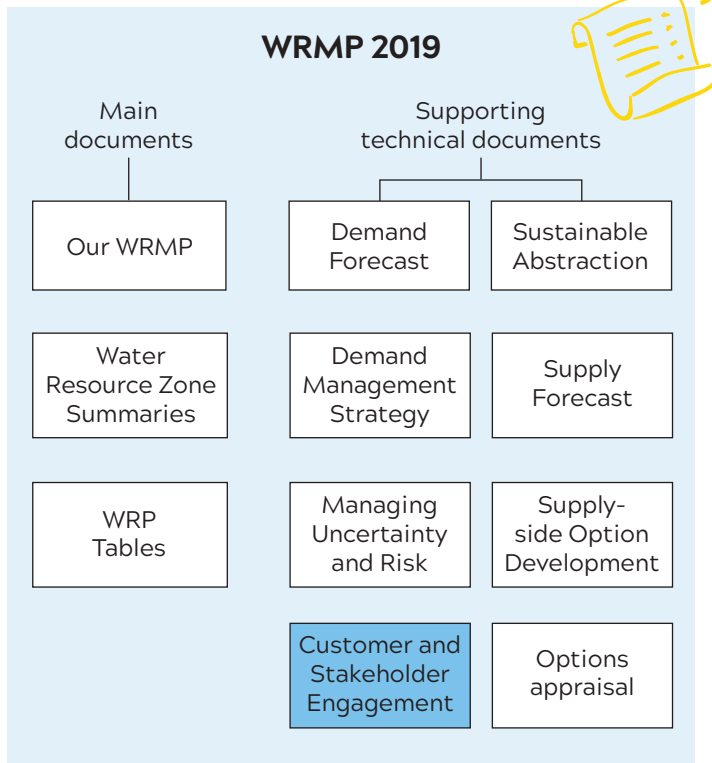 WRMP 2019
Main
documents
Supporting
technical documents
Our WRMP
Demand
Forecast
Sustainable
Abstraction
Water
Resource Zone
Summaries
Demand
Management
Strategy
Supply
Forecast
WRP
Tables
Managing
Uncertainty
and Risk
Supply-
side Option
Development
Customer and
Stakeholder
Engagement
Options
appraisal